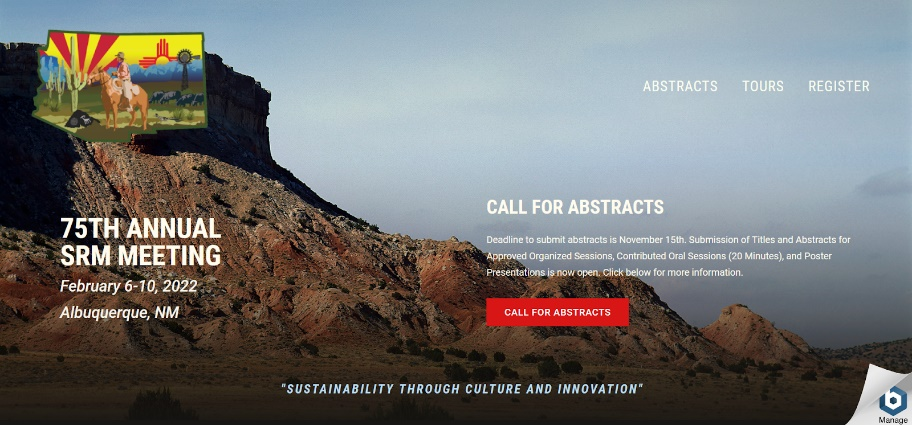 ABSTRACTS TOURS REGISTER
75TH ANNUAL
SRM MEETING
February 6-10, 2022
Albuquerque, NM
CALL FOR ABSTRACTS
Deadline to submit abstracts is November 15th. Submission of Titles and Abstracts for
Approved Organized Sessions, Contributed Oral Sessions (20 Minutes), and Poster
Presentations is now open. Click below for more information.
CALL FOR ABSTRACTS
"SUSTAINABILITY THROUGH CULTURE AND INNOVATION"
b
Manage